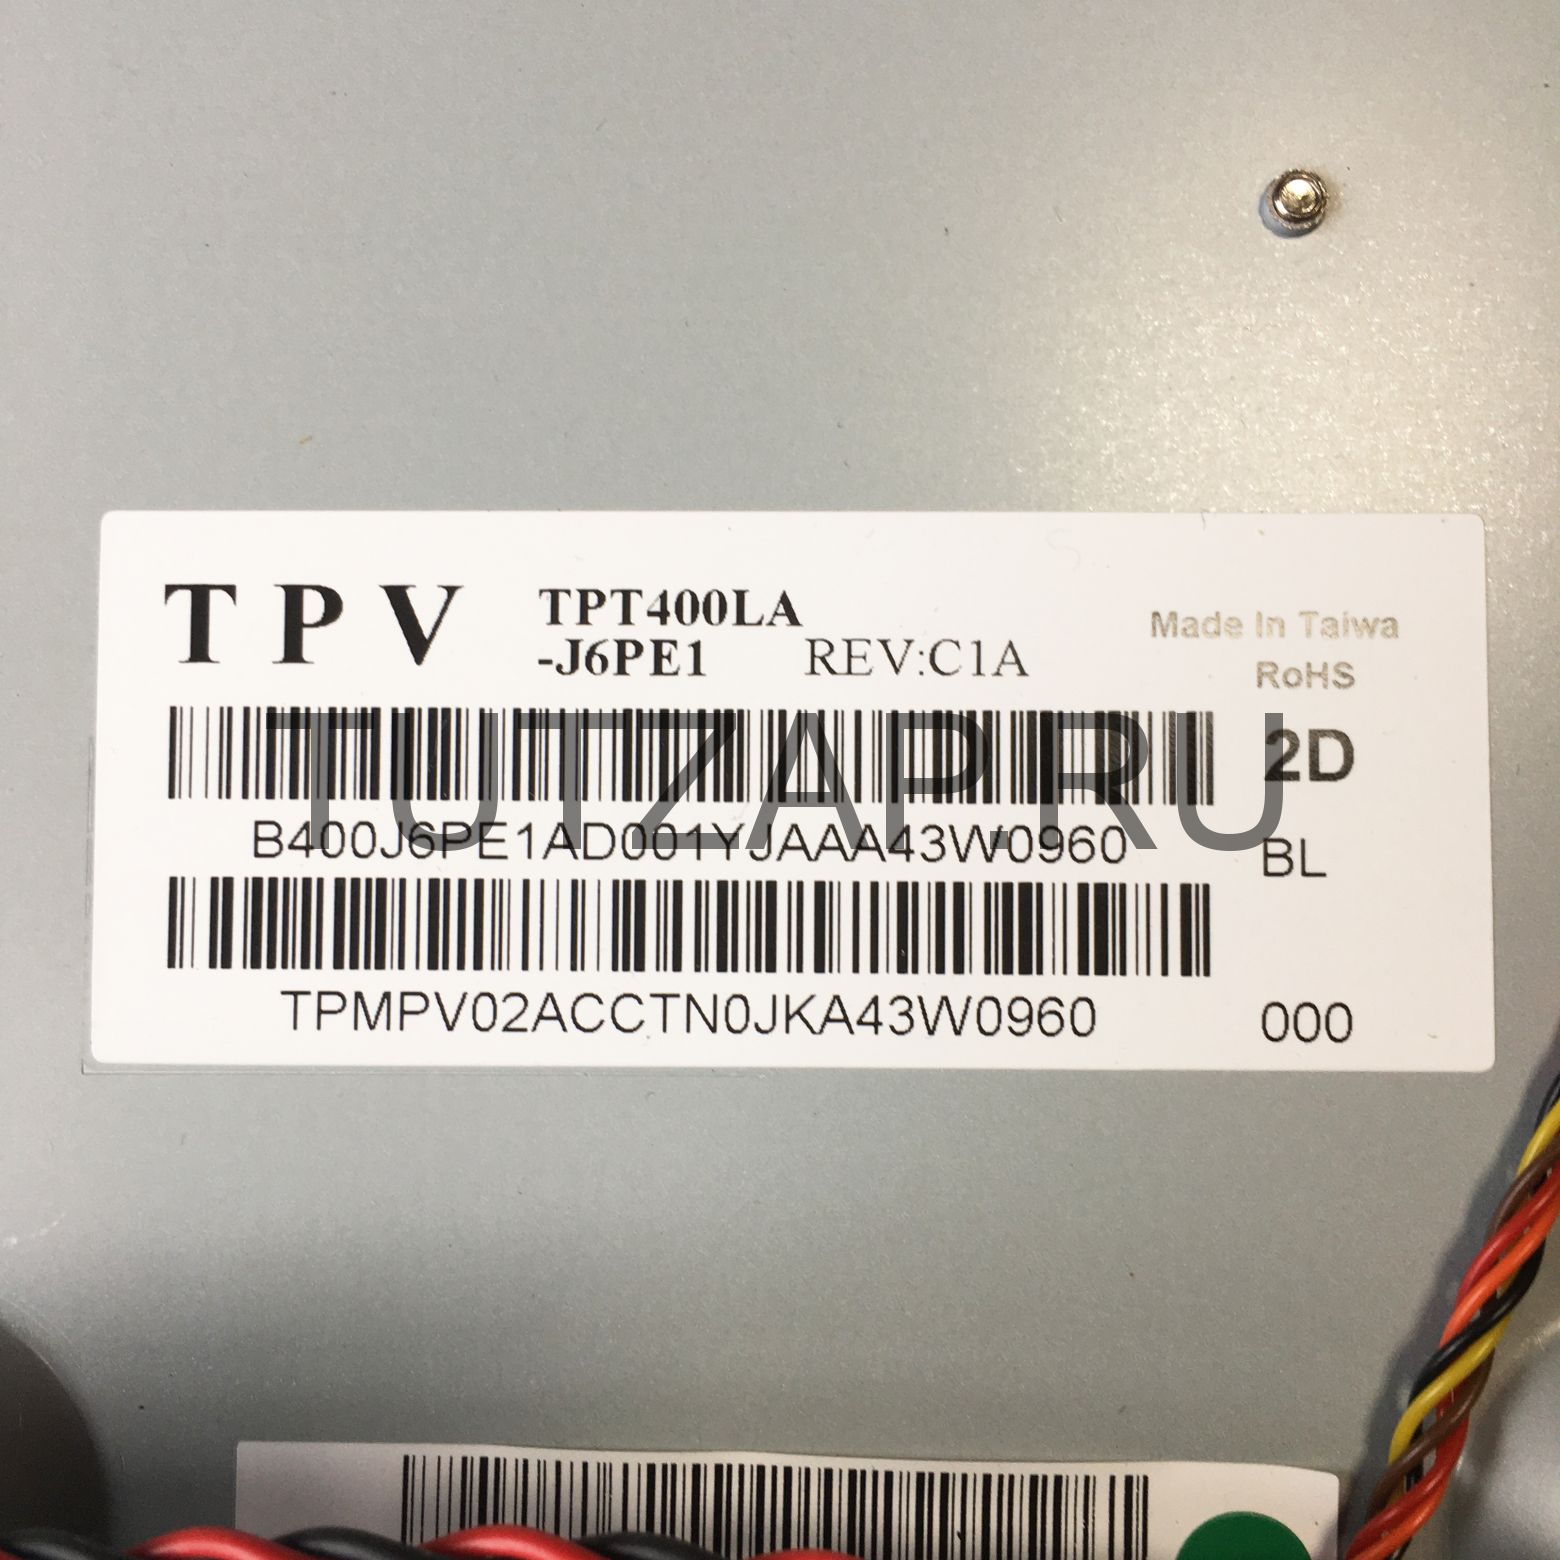 TPV TPT400LA
-J6PE1 REV:C1A
Made In Taiwa
RoHS
TUTZAP.RU
2D
B400J6PE1AD001YJAAA43W0960
BL
TPMPV02ACCTN0JKA43W0960
000